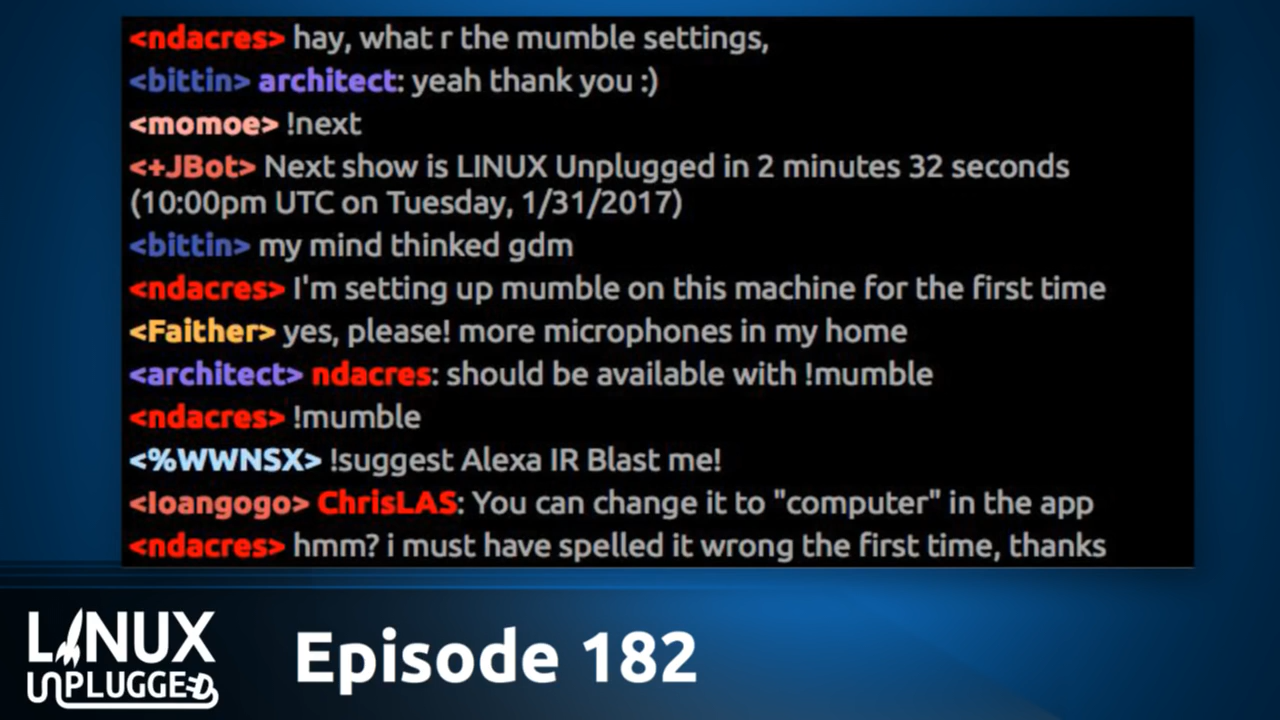 <ndacres> hay, what r the mumble settings,
<bittin> architect: yeah thank you :)
<momoe> !next
<+JBot> Next show is LINUX Unplugged in 2 minutes 32 seconds
(10:00pm UTC on Tuesday, 1/31/2017)
<bittin> my mind thinked gdm
<ndacres> I'm setting up mumble on this machine for the first time
<Faither> yes, please! more microphones in my home
<architect> ndacres: should be available with !mumble
<ndacres> !mumble
<%WWNSX> !suggest Alexa IR Blast me!
<loangogo> ChrisLAS: You can change it to "computer" in the app
<ndacres> hmm? i must have spelled it wrong the first time, thanks
LINUX
UNPLUGGED
Episode 182